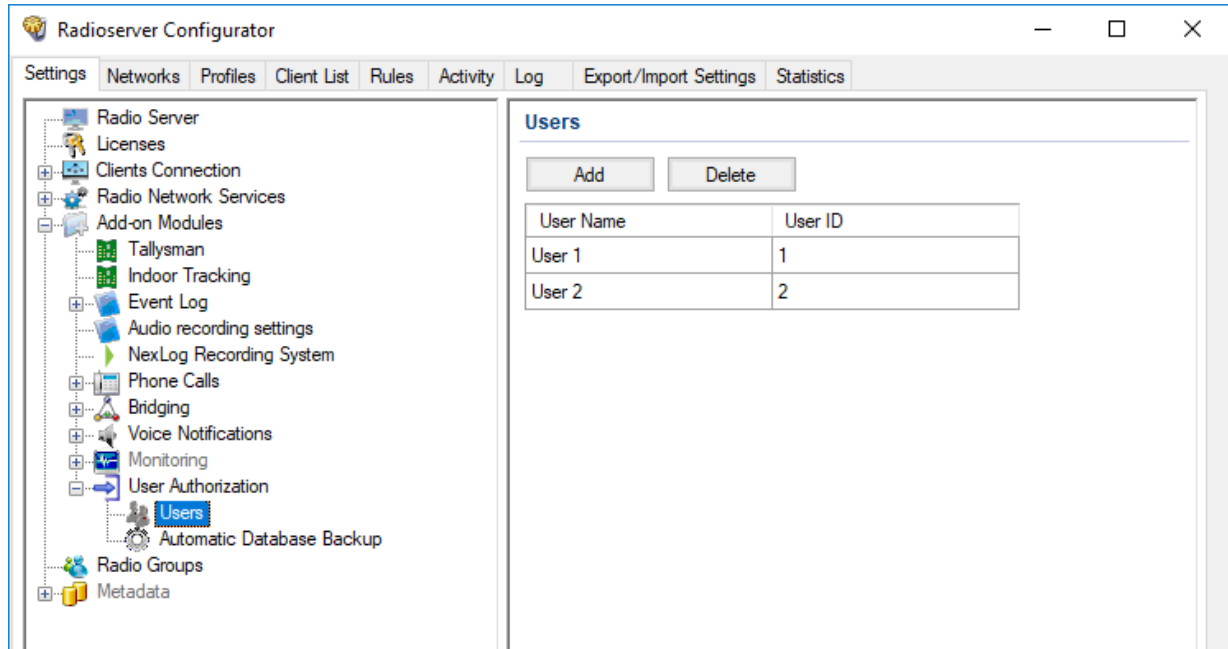 Radioserver Configurator
Settings Networks Profiles Client List Rules Activity Log Export/Import Settings Statistics
Radio Server
Licenses
Clients Connection
Radio Network Services
Add-on Modules
Tallysman
Indoor Tracking
Event Log
Audio recording settings
NexLog Recording System
Phone Calls
Bridging
Voice Notifications
Monitoring
User Authorization
Users
Automatic Database Backup
Radio Groups
Metadata
Users
Add Delete
User Name User ID
User 1 1
User 2 2